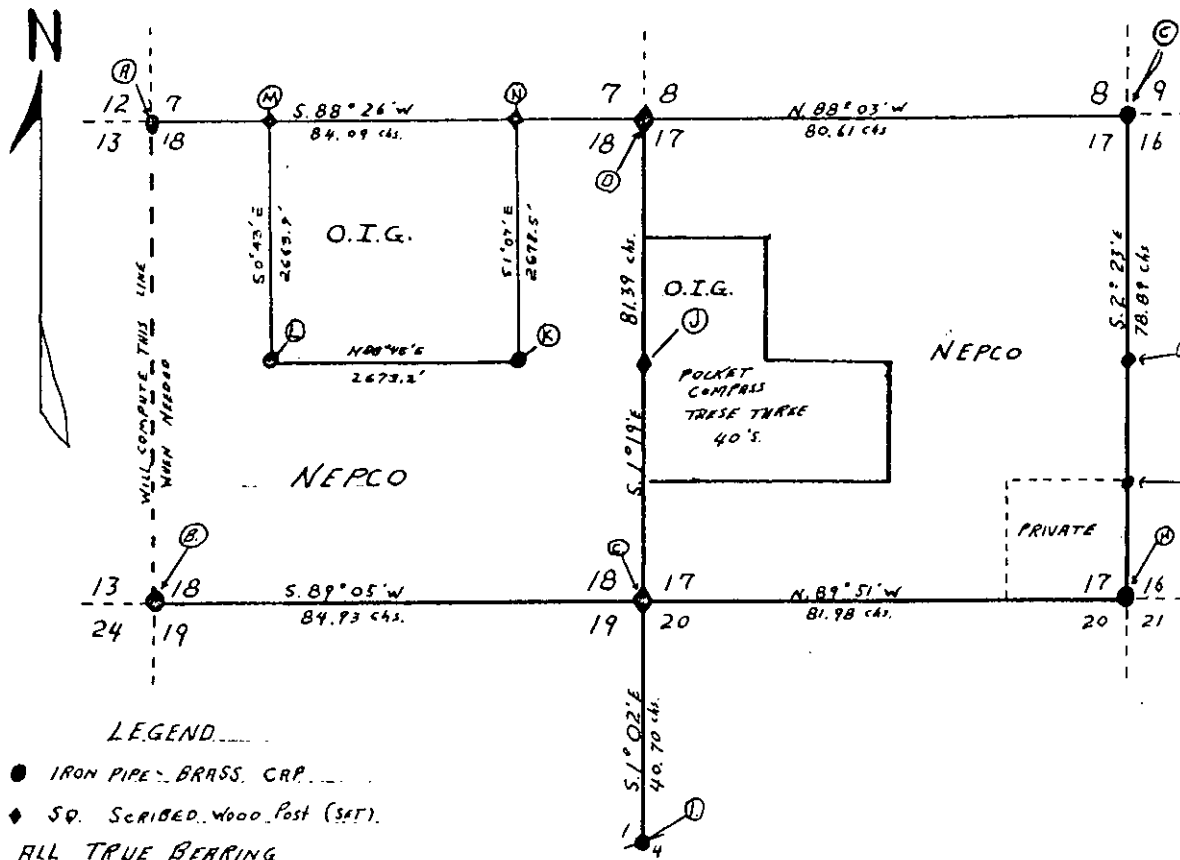 N
A
C
12 7
M
N
7 8
8 9
S. 88° 26' W
N. 88° 03' W
84.09 chs.
80.61 chs
13 18
18 17
17 16
D
S 0° 43' E
2663.9'
O.I.G.
S 1° 07' E
2672.5'
81.39 chs.
O.I.G.
S. 2° 23' E
78.89 chs
J
L
K
NEPCO
2673.2'
POCKET
COMPASS
THESE THREE
40'S.
WILL COMPUTE THIS LINE
WHEN NEEDED
S. 1° 19' E
NEPCO
PRIVATE
B.
E
H
13 18
18 17
17 16
S. 89° 05' W
N. 89° 51' W
84.93 chs.
81.98 chs.
24 19
19 20
20 21
S. 1° 02' E
40.70 chs.
LEGEND
IRON PIPE - BRASS CAP
SQ. SCRIBED WOOD Post (SET)
1 4
ALL TRUE BEARING